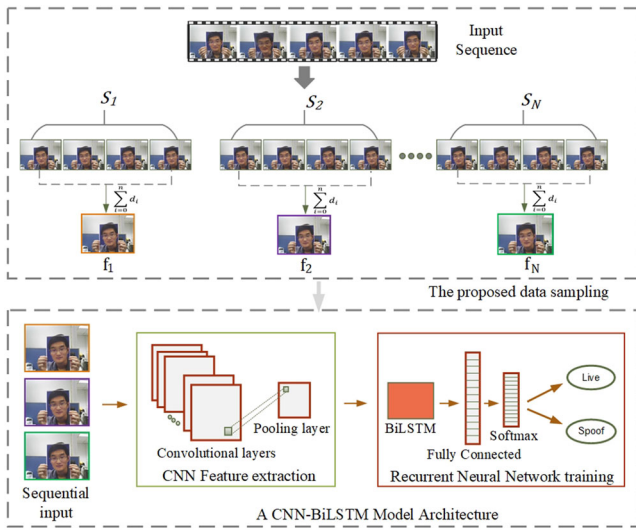 Input
Sequence
S1
S2
SN
n
∑ di
i=0
n
∑ di
i=0
n
∑ di
i=0
f1
f2
fN
The proposed data sampling
Live
BiLSTM
Softmax
Spoof
Pooling layer
Convolutional layers
Fully Connected
CNN Feature extraction
Recurrent Neural Network training
Sequential
input
A CNN-BiLSTM Model Architecture